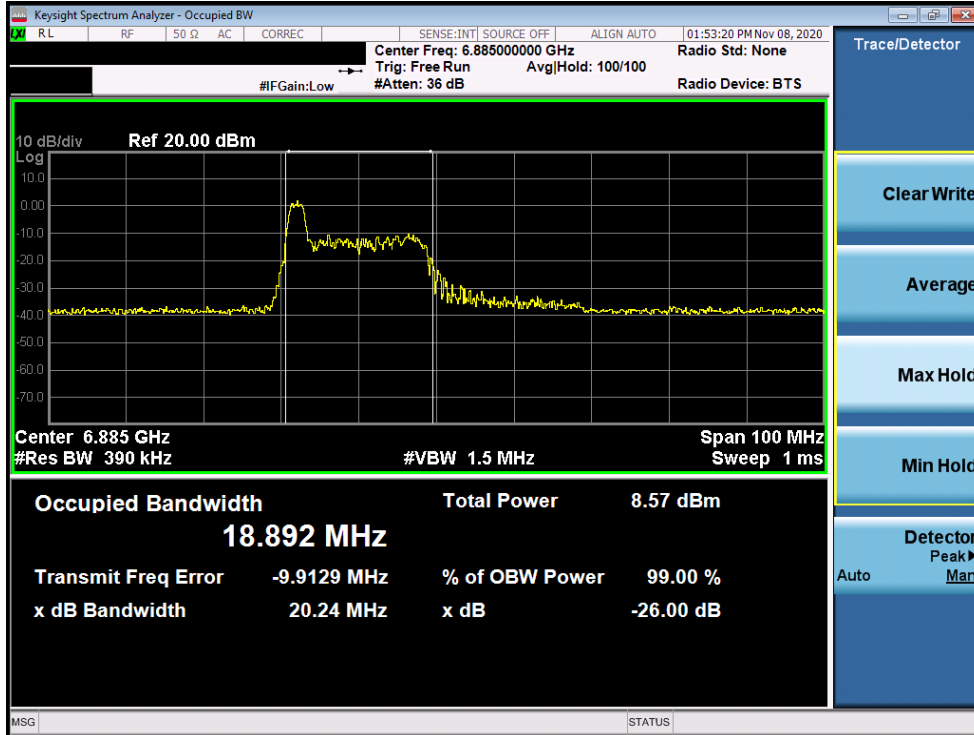 Keysight Spectrum Analyzer - Occupied BW
LXI RL RF 50 Ω AC CORREC SENSE:INT SOURCE OFF ALIGN AUTO 01:53:20 PM Nov 08, 2020
Center Freq: 6.885000000 GHz Radio Std: None
Trig: Free Run Avg|Hold: 100/100
#IFGain:Low #Atten: 36 dB Radio Device: BTS
Trace/Detector
10 dB/div Ref 20.00 dBm
Log
10.0
0.00
-10.0
-20.0
-30.0
-40.0
-50.0
-60.0
-70.0
Center 6.885 GHz Span 100 MHz
#Res BW 390 kHz #VBW 1.5 MHz Sweep 1 ms
Occupied Bandwidth Total Power 8.57 dBm
18.892 MHz
Transmit Freq Error -9.9129 MHz % of OBW Power 99.00 %
x dB Bandwidth 20.24 MHz x dB -26.00 dB
Clear Write
Average
Max Hold
Min Hold
Detector
Peak▶
Auto Man
MSG STATUS